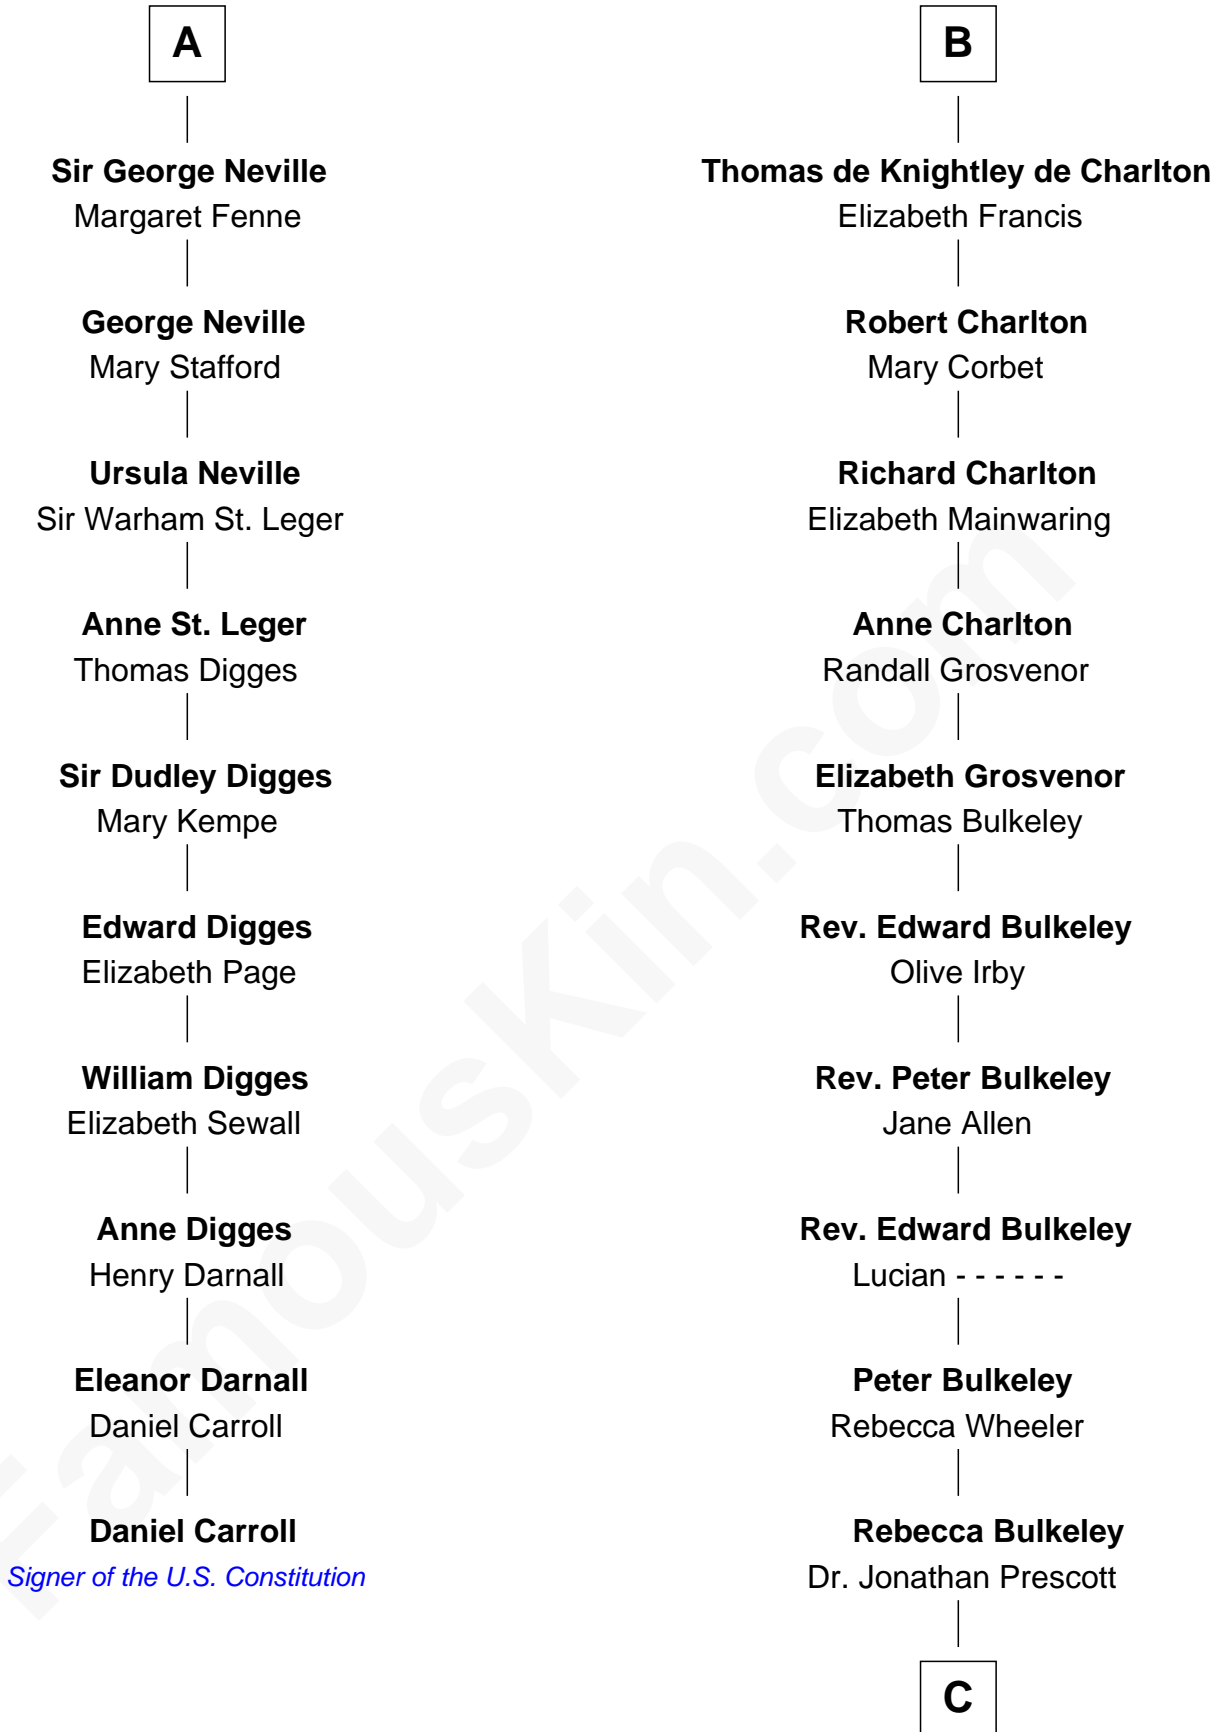 A
Sir George Neville
Margaret Fenne
George Neville
Mary Stafford
Ursula Neville
Sir Warham St. Leger
Anne St. Leger
Thomas Digges
Sir Dudley Digges
Mary Kempe
Edward Digges
Elizabeth Page
William Digges
Elizabeth Sewall
Anne Digges
Henry Darnall
Eleanor Darnall
Daniel Carroll
Daniel Carroll
Signer of the U.S. Constitution
B
Thomas de Knightley de Charlton
Elizabeth Francis
Robert Charlton
Mary Corbet
Richard Charlton
Elizabeth Mainwaring
Anne Charlton
Randall Grosvenor
Elizabeth Grosvenor
Thomas Bulkeley
Rev. Edward Bulkeley
Olive Irby
Rev. Peter Bulkeley
Jane Allen
Rev. Edward Bulkeley
Lucian - - - - - -
Peter Bulkeley
Rebecca Wheeler
Rebecca Bulkeley
Dr. Jonathan Prescott
C
FamousKin.com